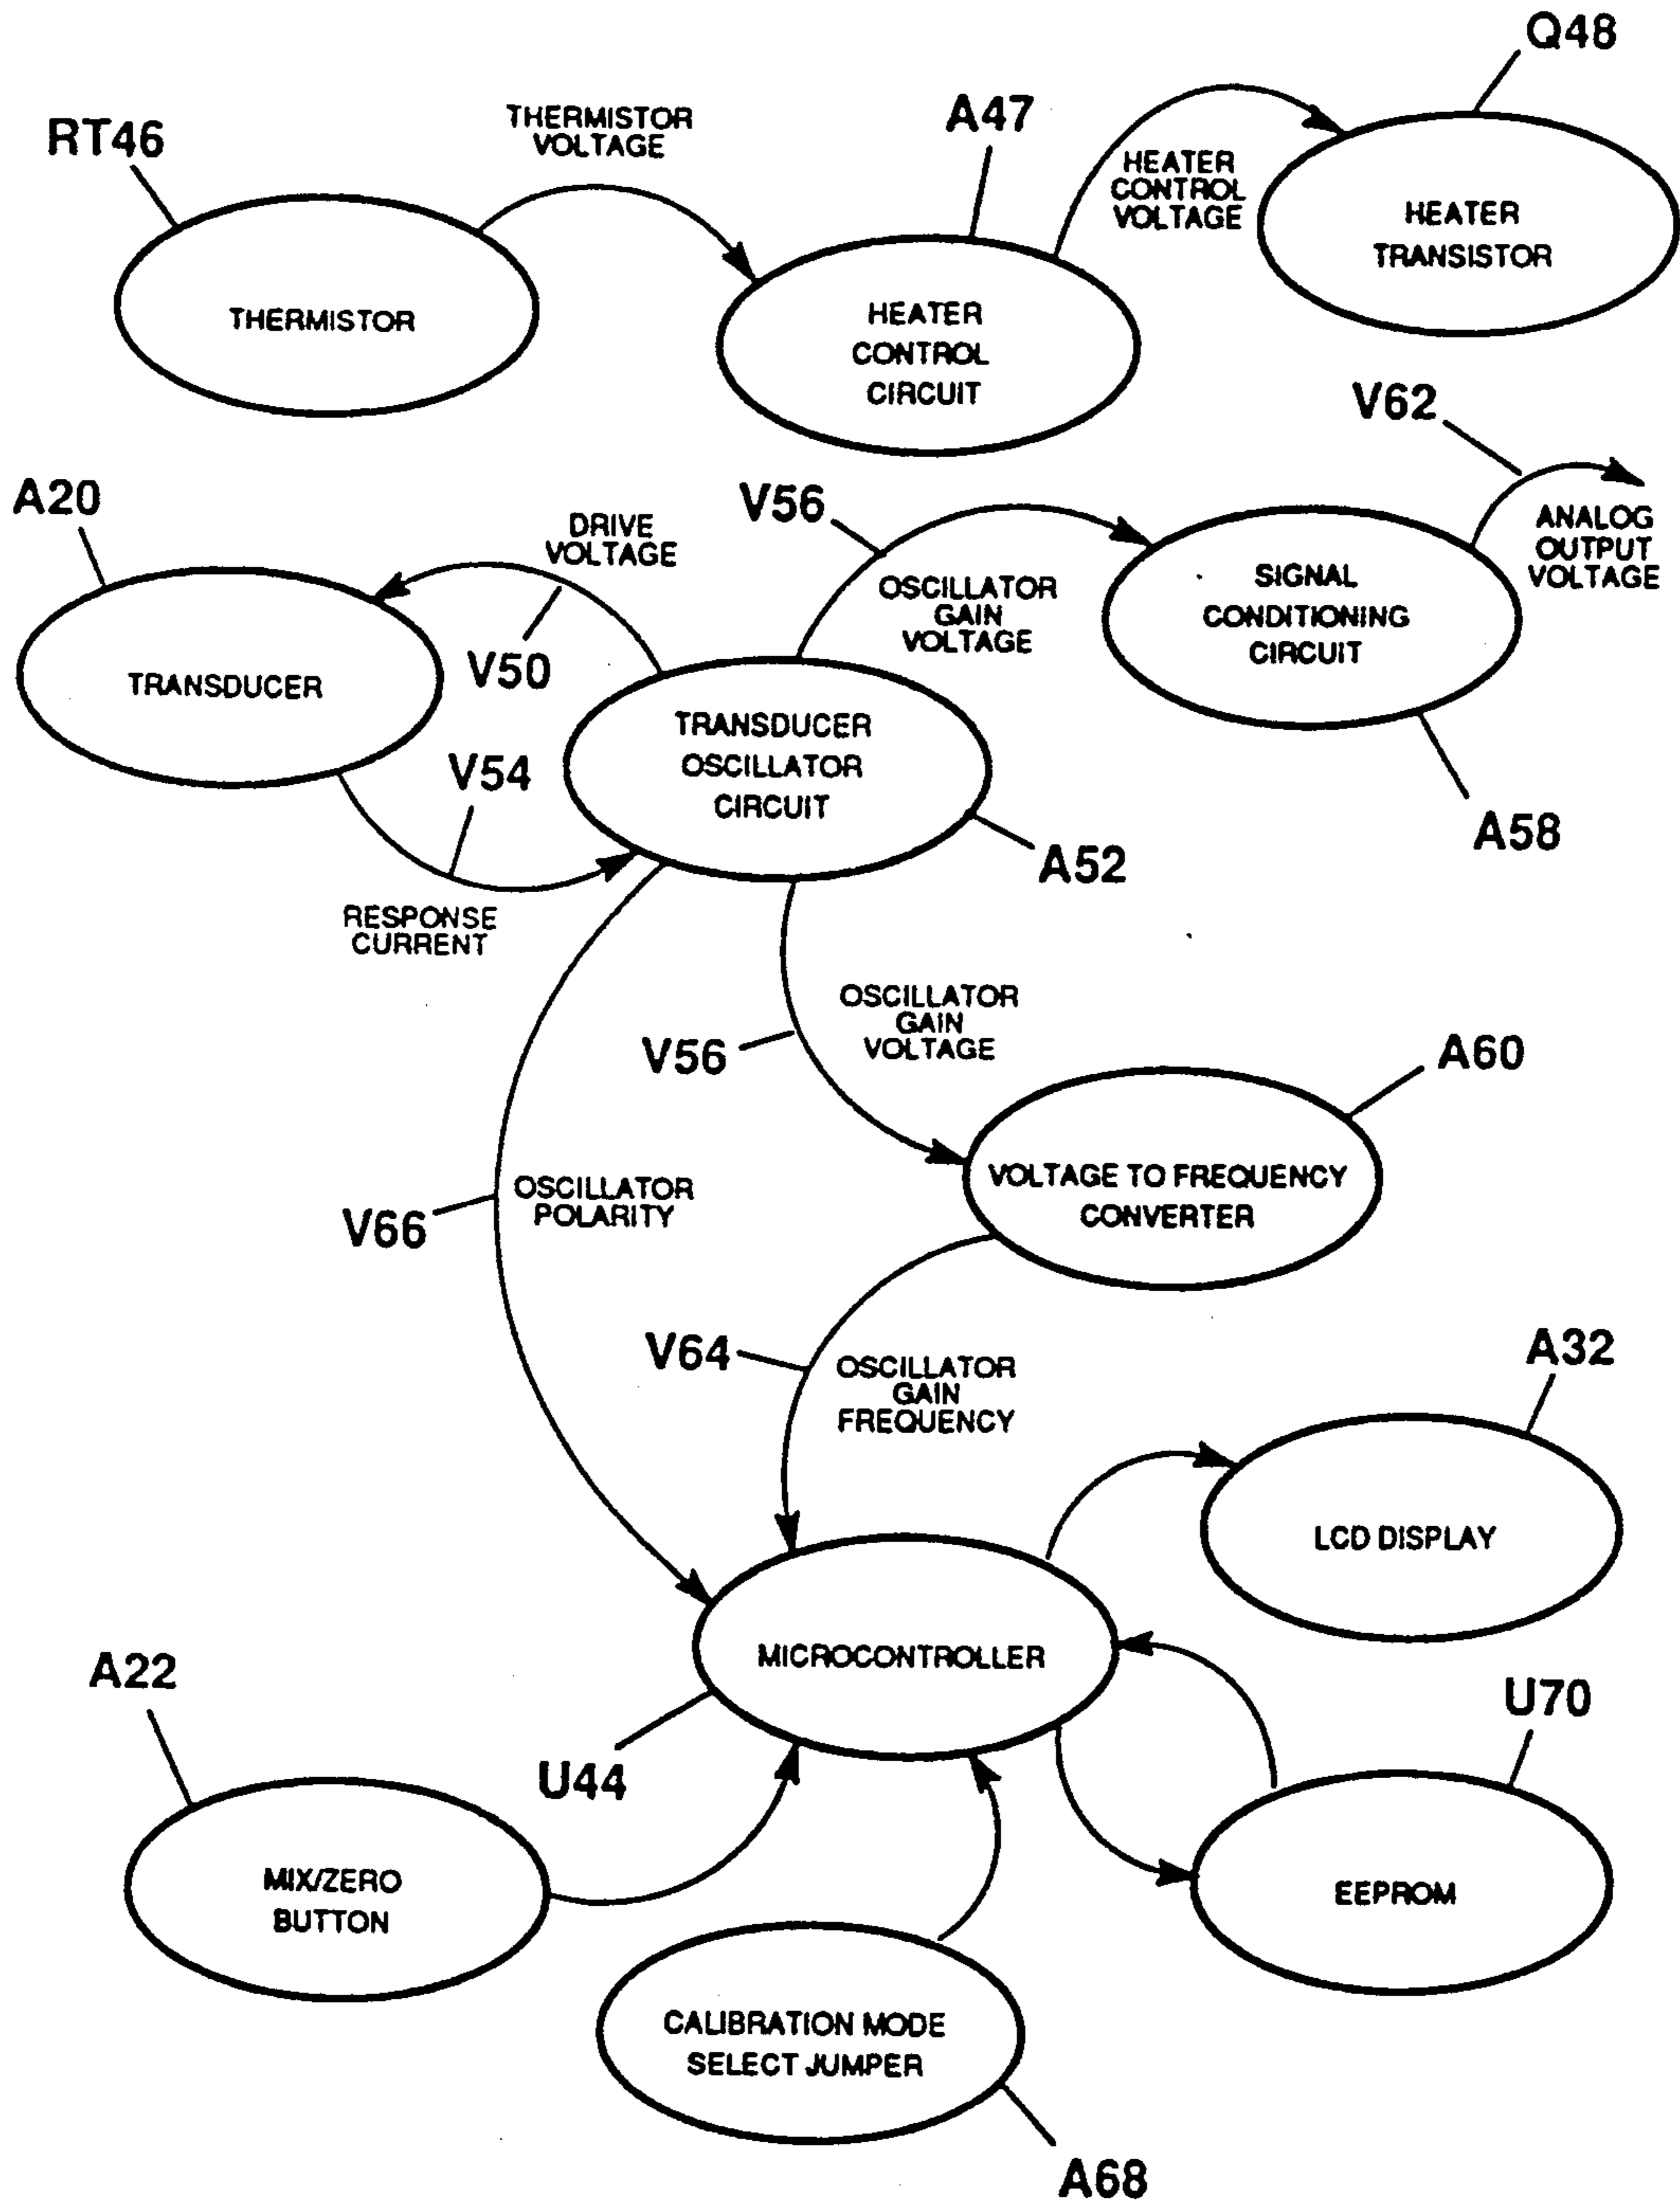 Q48
RT46
THERMISTOR
VOLTAGE
A47
HEATER
CONTROL
VOLTAGE
HEATER
TRANSISTOR
THERMISTOR
HEATER
CONTROL
CIRCUIT
V62
A20
DRIVE
VOLTAGE
V56
ANALOG
OUTPUT
VOLTAGE
OSCILLATOR
GAIN
VOLTAGE
SIGNAL
CONDITIONING
CIRCUIT
TRANSDUCER
V50
TRANSDUCER
OSCILLATOR
CIRCUIT
V54
A58
A52
RESPONSE
CURRENT
OSCILLATOR
GAIN
VOLTAGE
V56
A60
VOLTAGE TO FREQUENCY
CONVERTER
OSCILLATOR
POLARITY
V66
V64
OSCILLATOR
GAIN
FREQUENCY
A32
LCD DISPLAY
MICROCONTROLLER
A22
U70
U44
MIX/ZERO
BUTTON
EEPROM
CALIBRATION MODE
SELECT JUMPER
A68